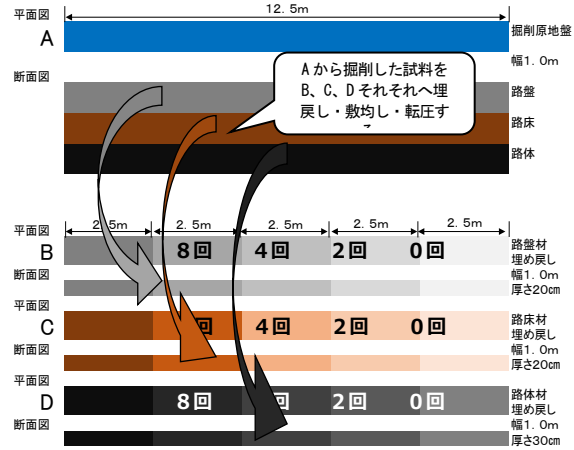 平面図
12.5m
A
掘削原地盤
幅1.0m
断面図
路盤
路床
路体
Aから掘削した試料を
B、C、Dそれぞれへ埋
戻し・敷均し・転圧す
2.5m 2.5m 2.5m 2.5m 2.5m
平面図
B
8回 4回 2回 0回
路盤材
埋め戻し
断面図
幅1.0m
厚さ20cm
平面図
C
回 4回 2回 0回
路床材
埋め戻し
断面図
幅1.0m
厚さ20cm
平面図
D
8回 回 2回 0回
路体材
埋め戻し
断面図
幅1.0m
厚さ30cm